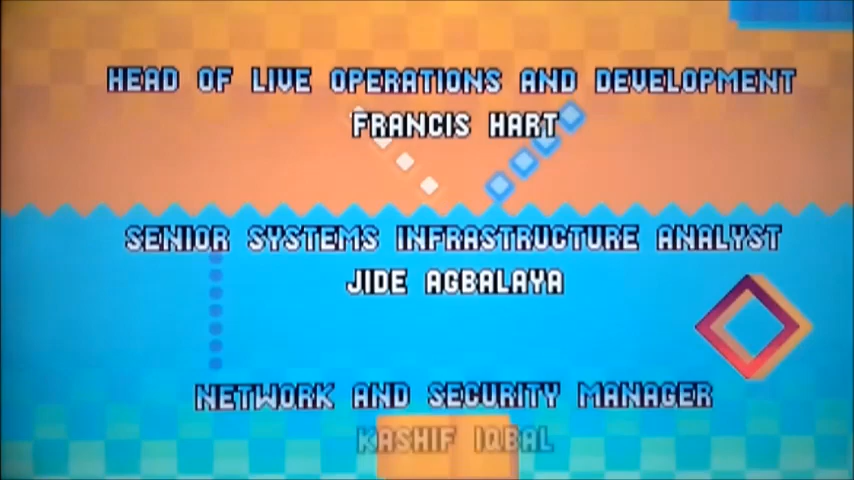 HEAD OF LIVE OPERATIONS AND DEVELOPMENT
FRANCIS HART
SENIOR SYSTEMS INFRASTRUCTURE ANALYST
JIDE AGBALAYA
NETWORK AND SECURITY MANAGER
KASHIF IQBAL